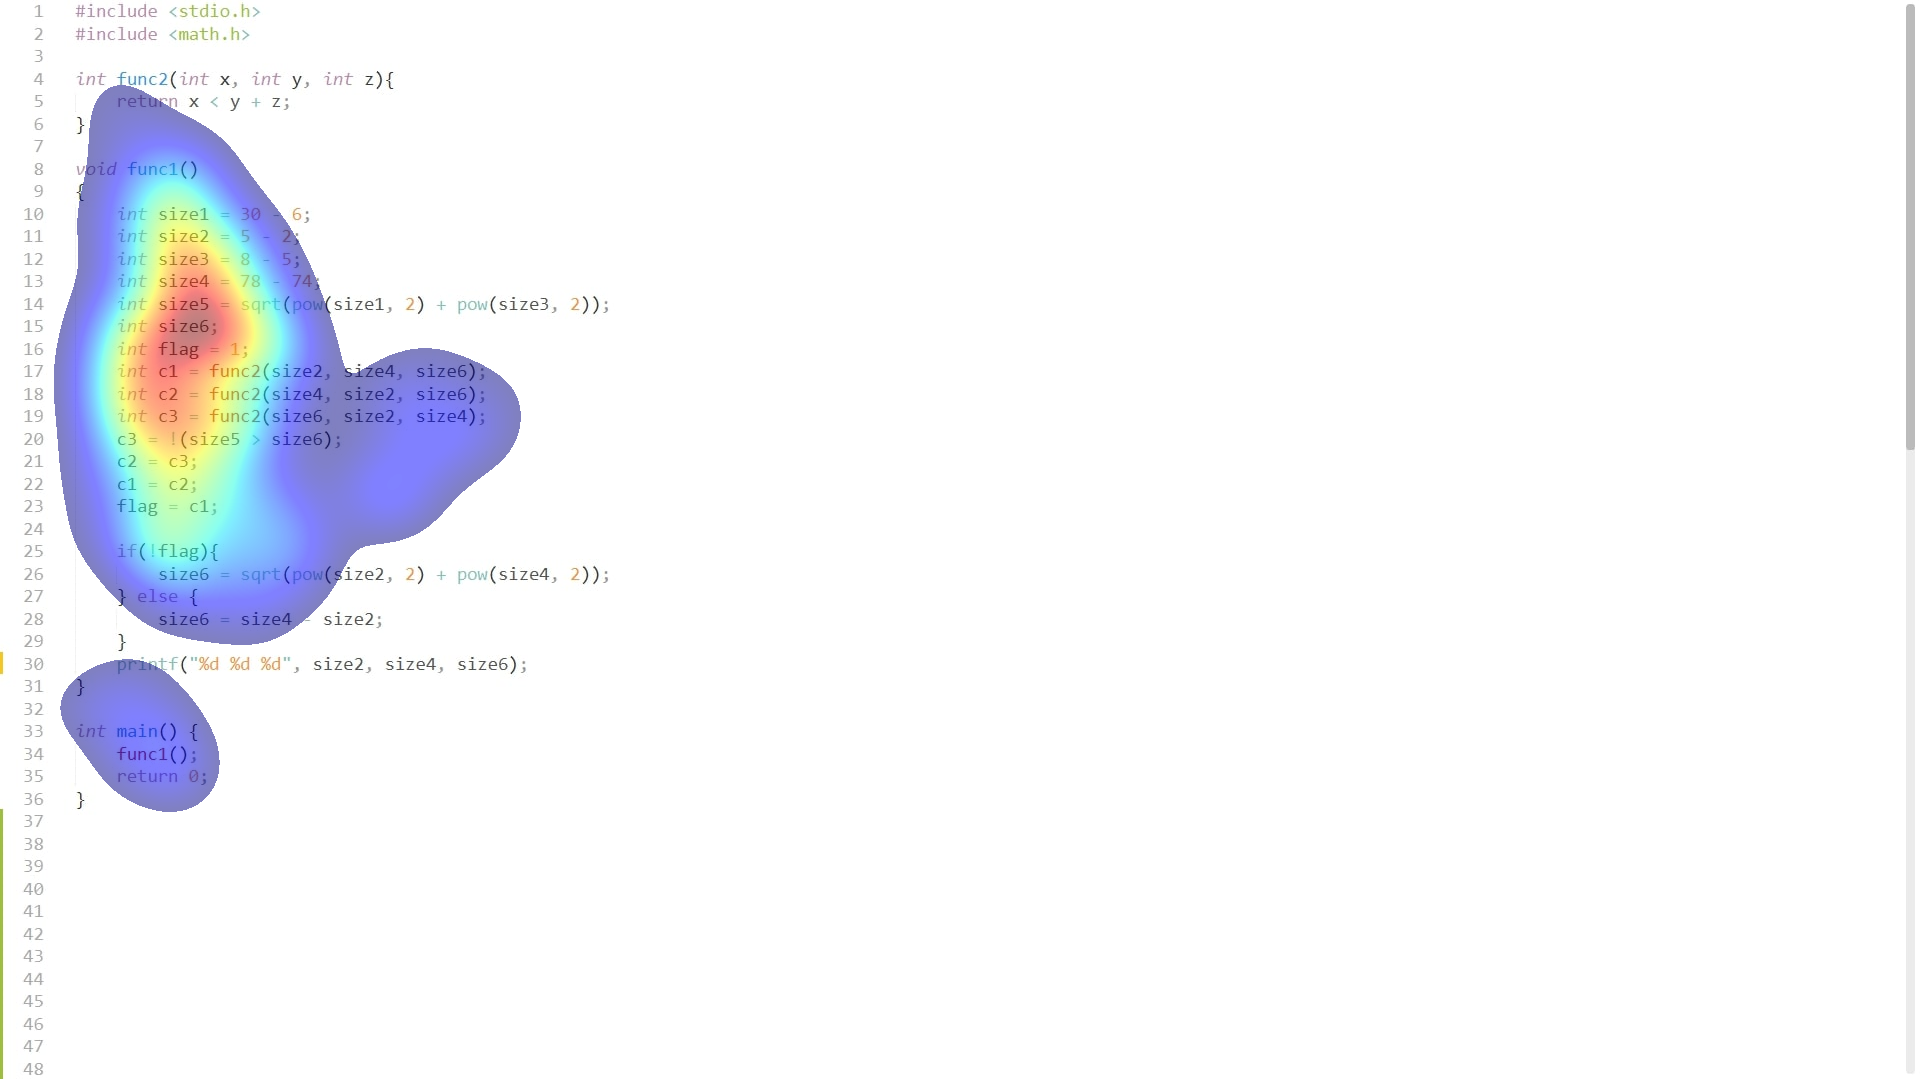 1 #include <stdio.h>
2 #include <math.h>
3
4 int func2(int x, int y, int z){
5 return x < y + z;
6 }
7
8 void func1()
9 {
10 int size1 = 30 - 6;
11 int size2 = 5 - 2;
12 int size3 = 8 - 5;
13 int size4 = 78 - 74;
14 int size5 = sqrt(pow(size1, 2) + pow(size3, 2));
15 int size6;
16 int flag = 1;
17 int c1 = func2(size2, size4, size6);
18 int c2 = func2(size4, size2, size6);
19 int c3 = func2(size6, size2, size4);
20 c3 = !(size5 > size6);
21 c2 = c3;
22 c1 = c2;
23 flag = c1;
24
25 if(!flag){
26 size6 = sqrt(pow(size2, 2) + pow(size4, 2));
27 } else {
28 size6 = size4 - size2;
29 }
30 printf("%d %d %d", size2, size4, size6);
31 }
32
33 int main() {
34 func1();
35 return 0;
36 }
37
38
39
40
41
42
43
44
45
46
47
48